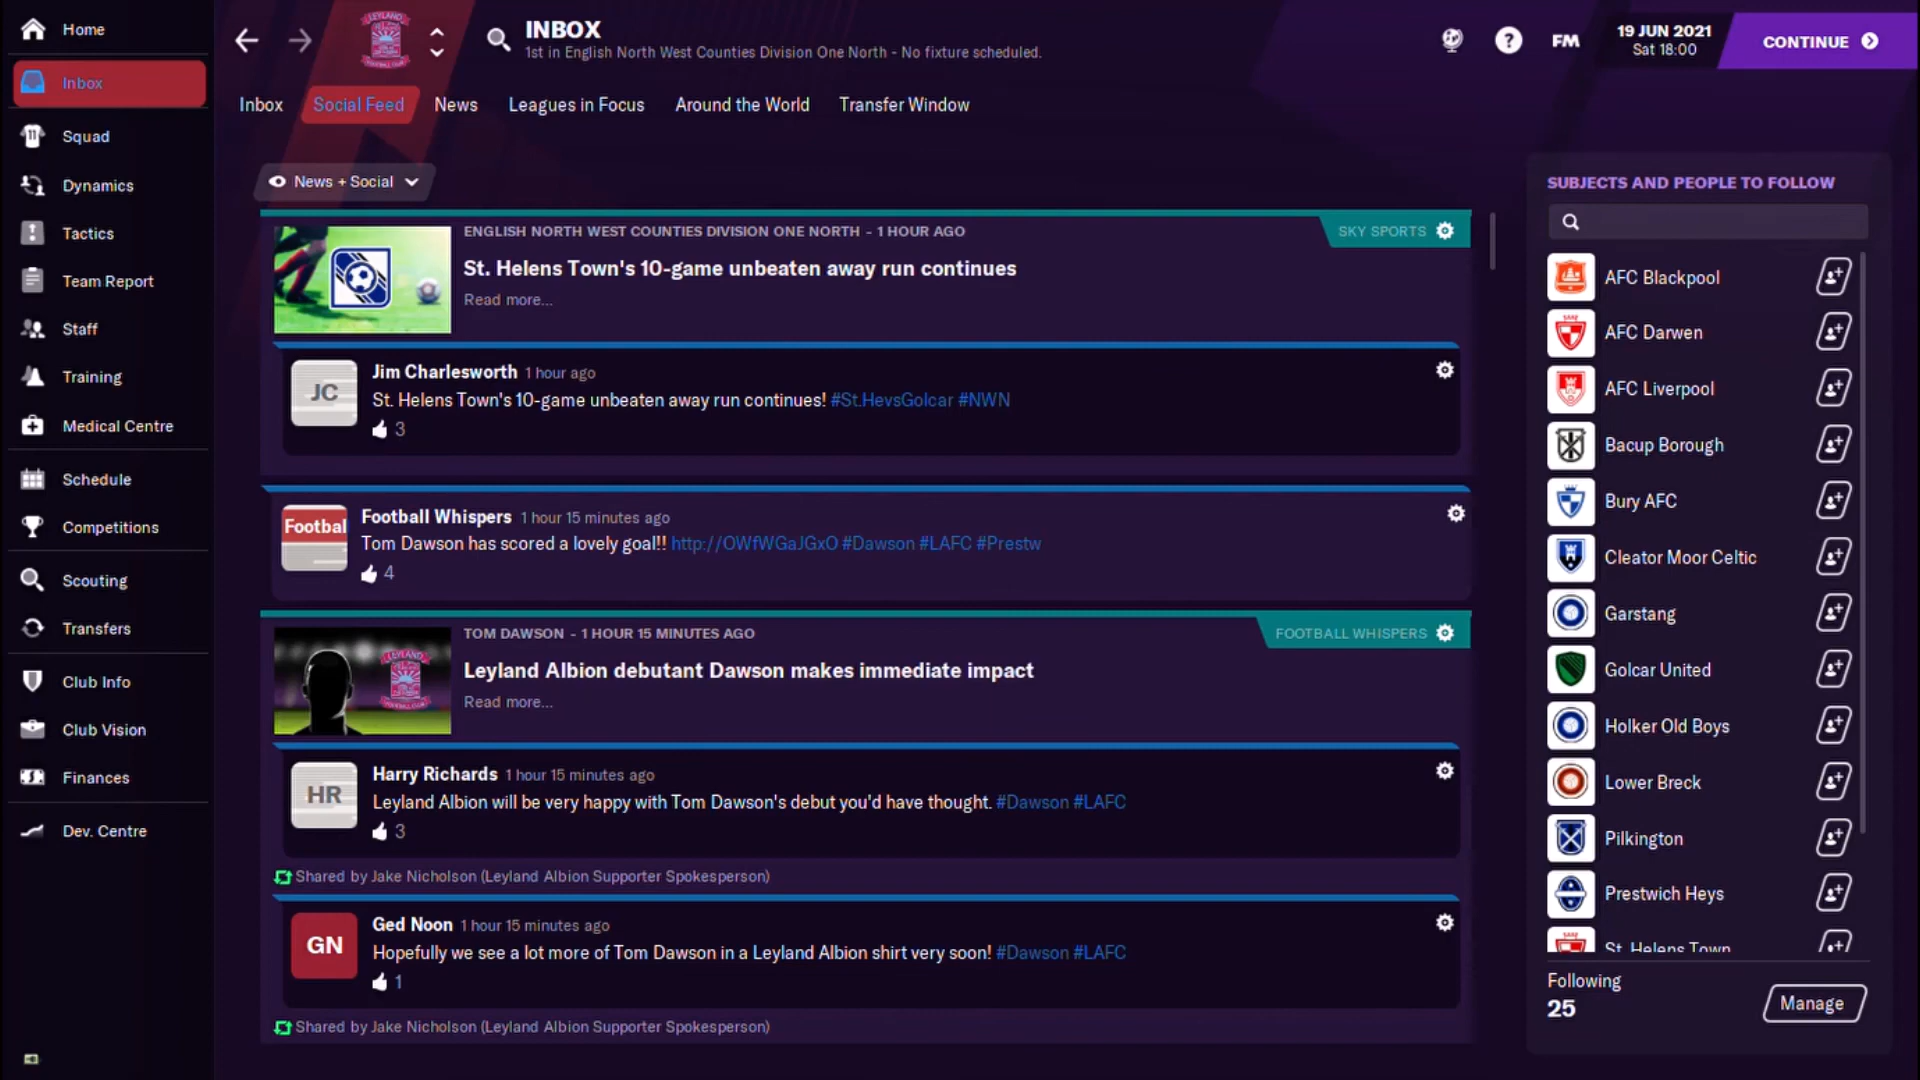 Home
Inbox
Squad
Dynamics
Tactics
Team Report
Staff
Training
Medical Centre
Schedule
Competitions
Scouting
Transfers
Club Info
Club Vision
Finances
Dev. Centre
LEYLAND
INBOX
1st in English North West Counties Division One North - No fixture scheduled.
FM
19 JUN 2021
Sat 18:00
CONTINUE
Inbox
Social Feed
News
Leagues in Focus
Around the World
Transfer Window
News + Social
ENGLISH NORTH WEST COUNTIES DIVISION ONE NORTH - 1 HOUR AGO
SKY SPORTS
St. Helens Town's 10-game unbeaten away run continues
Read more...
JC
Jim Charlesworth 1 hour ago
St. Helens Town's 10-game unbeaten away run continues! #St.HevsGolcar #NWN
3
Footbal
Football Whispers 1 hour 15 minutes ago
Tom Dawson has scored a lovely goal!! http://OWfWGaJGxO #Dawson #LAFC #Prestw
4
TOM DAWSON - 1 HOUR 15 MINUTES AGO
FOOTBALL WHISPERS
LEYLAND
Leyland Albion debutant Dawson makes immediate impact
Read more...
HR
Harry Richards 1 hour 15 minutes ago
Leyland Albion will be very happy with Tom Dawson's debut you'd have thought. #Dawson #LAFC
3
Shared by Jake Nicholson (Leyland Albion Supporter Spokesperson)
GN
Ged Noon 1 hour 15 minutes ago
Hopefully we see a lot more of Tom Dawson in a Leyland Albion shirt very soon! #Dawson #LAFC
1
Shared by Jake Nicholson (Leyland Albion Supporter Spokesperson)
SUBJECTS AND PEOPLE TO FOLLOW
AFC Blackpool
AFC Darwen
AFC Liverpool
Bacup Borough
Bury AFC
Cleator Moor Celtic
Garstang
Golcar United
Holker Old Boys
Lower Breck
Pilkington
Prestwich Heys
St. Helens Town
Following
25
Manage